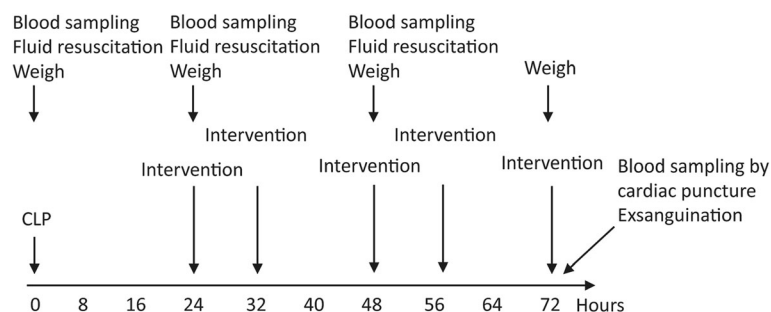 Blood sampling
Fluid resuscitation
Weigh
Blood sampling
Fluid resuscitation
Weigh
Blood sampling
Fluid resuscitation
Weigh
Weigh
Intervention
Intervention
Intervention
Intervention
Intervention
Blood sampling by
cardiac puncture
Exsanguination
CLP
0 8 16 24 32 40 48 56 64 72 Hours